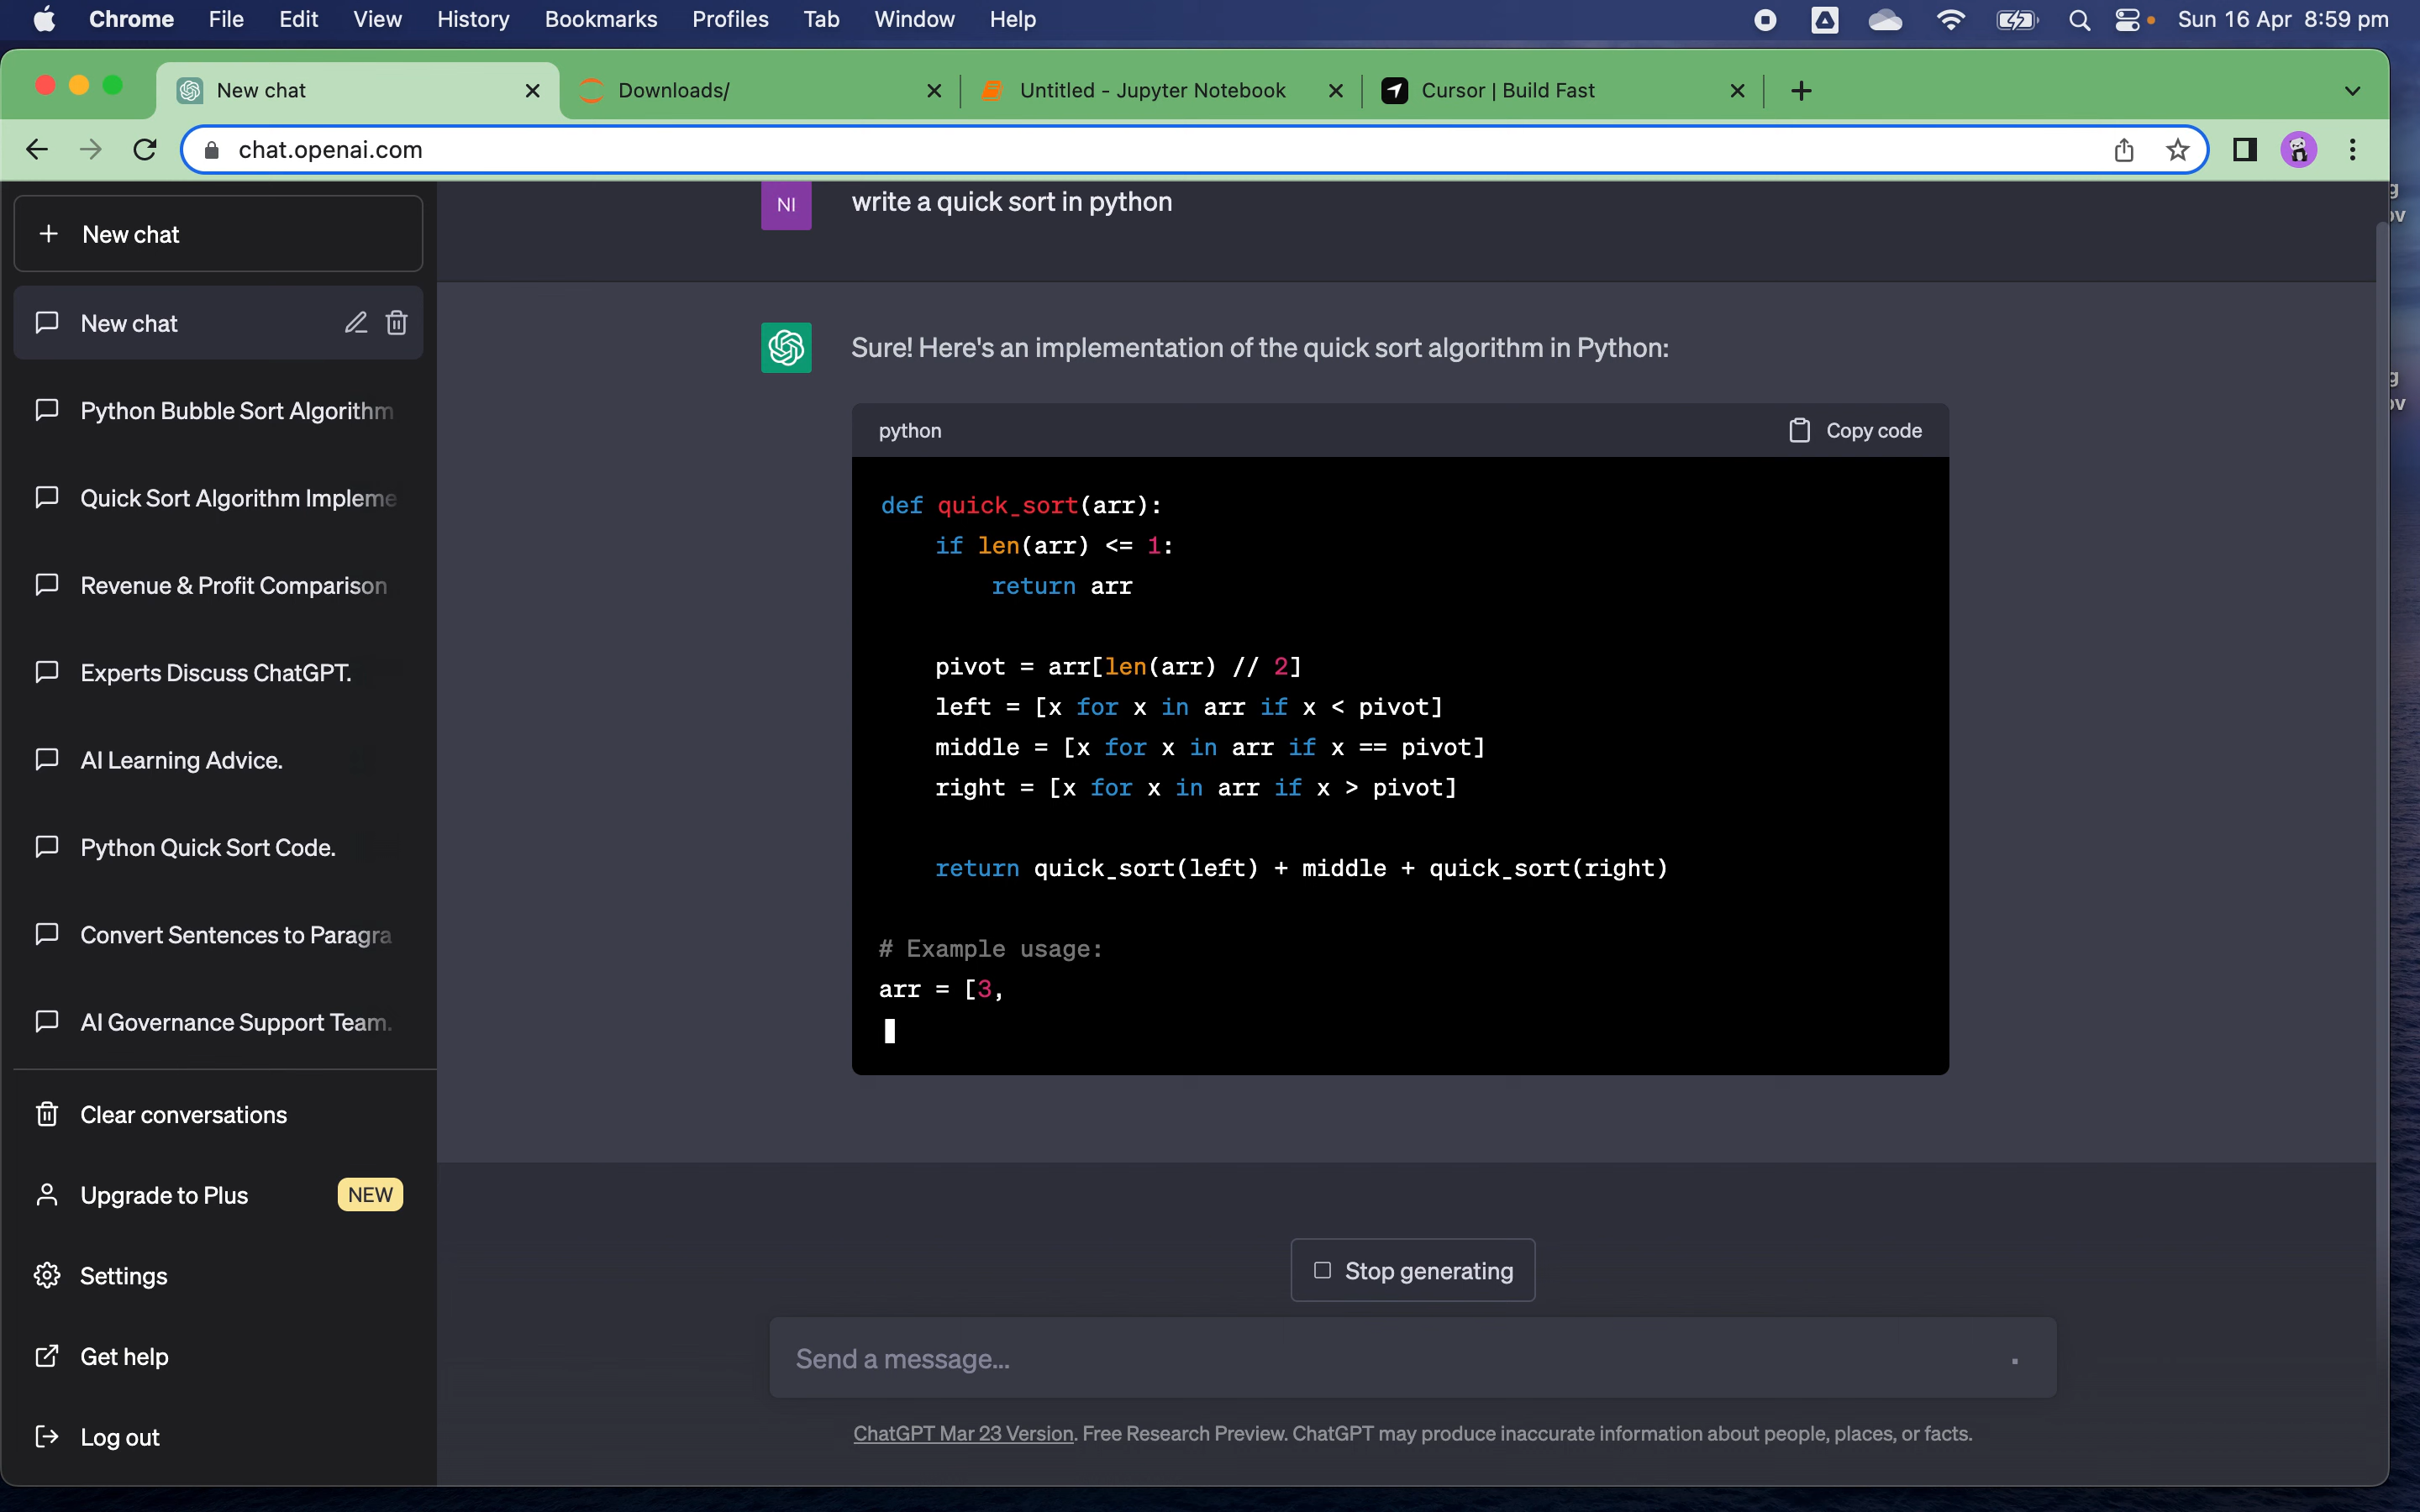 Chrome File Edit View History Bookmarks Profiles Tab Window Help Sun 16 Apr 8:59 pm
New chat Downloads/ Untitled - Jupyter Notebook Cursor | Build Fast
chat.openai.com
New chat
New chat
Python Bubble Sort Algorithm
Quick Sort Algorithm Impleme
Revenue & Profit Comparison
Experts Discuss ChatGPT.
AI Learning Advice.
Python Quick Sort Code.
Convert Sentences to Paragra
AI Governance Support Team.
Clear conversations
Upgrade to Plus NEW
Settings
Get help
Log out
NI write a quick sort in python
Sure! Here's an implementation of the quick sort algorithm in Python:
python Copy code
def quick_sort(arr):
    if len(arr) <= 1:
        return arr
    pivot = arr[len(arr) // 2]
    left = [x for x in arr if x < pivot]
    middle = [x for x in arr if x == pivot]
    right = [x for x in arr if x > pivot]
    return quick_sort(left) + middle + quick_sort(right)
# Example usage:
arr = [3,
Stop generating
Send a message...
ChatGPT Mar 23 Version. Free Research Preview. ChatGPT may produce inaccurate information about people, places, or facts.